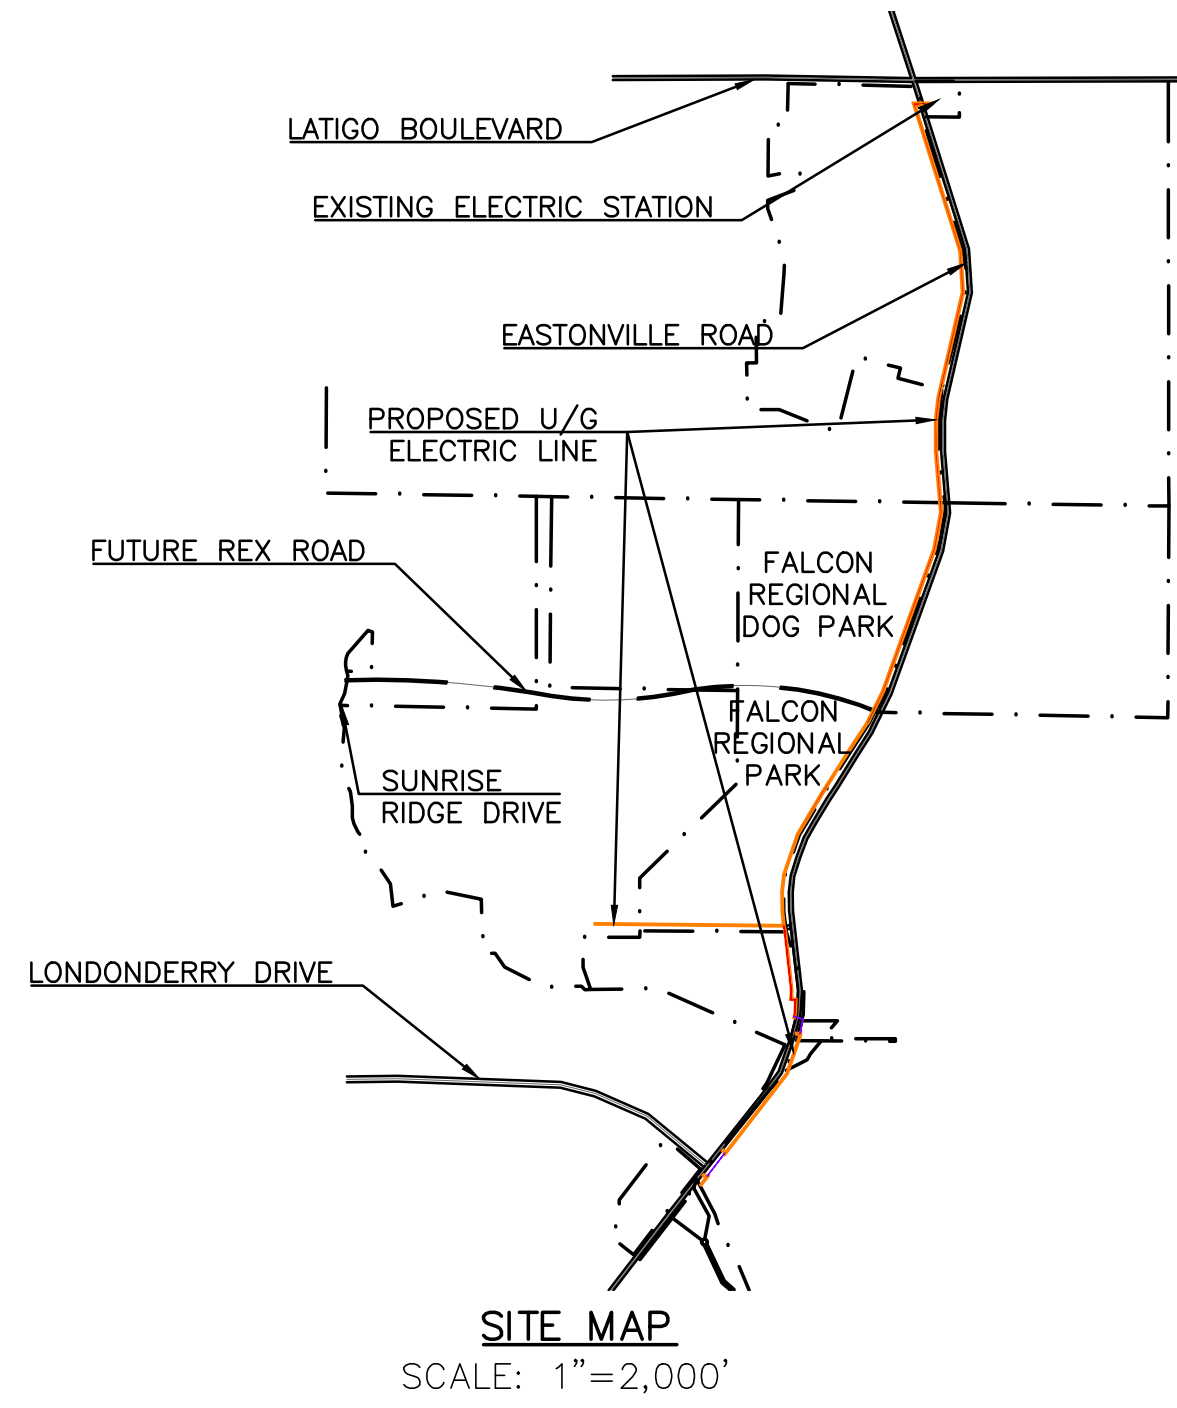 LATIGO BOULEVARD
EXISTING ELECTRIC STATION
EASTONVILLE ROAD
PROPOSED U/G
ELECTRIC LINE
FUTURE REX ROAD
FALCON
REGIONAL
DOG PARK
FALCON
REGIONAL
PARK
SUNRISE
RIDGE DRIVE
LONDONDERRY DRIVE
SITE MAP
SCALE: 1"=2,000'